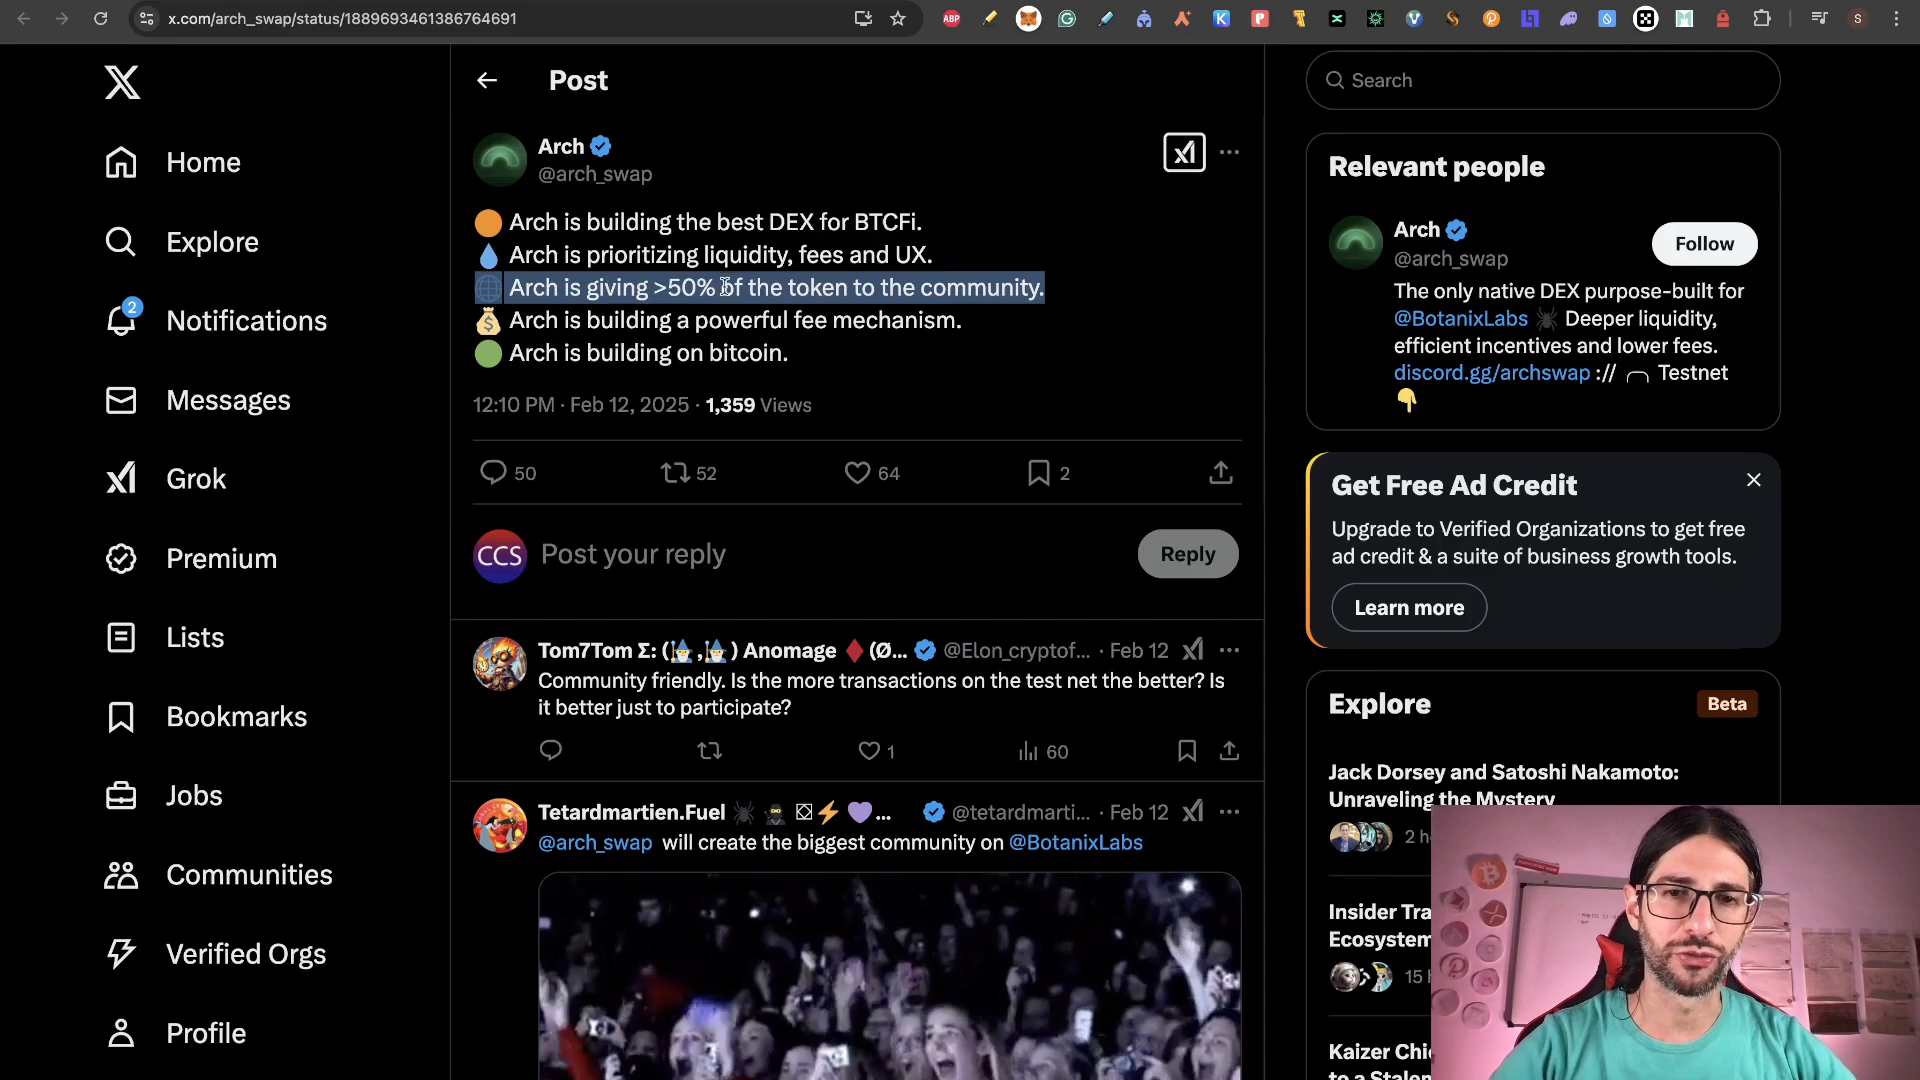 x.com/arch_swap/status/1889693461386764691
Post
Search
Home
Explore
2
Notifications
Messages
Grok
Premium
Lists
Bookmarks
Jobs
Communities
Verified Orgs
Profile
Arch
@arch_swap
Arch is building the best DEX for BTCFi.
Arch is prioritizing liquidity, fees and UX.
Arch is giving >50% of the token to the community.
Arch is building a powerful fee mechanism.
Arch is building on bitcoin.
12:10 PM · Feb 12, 2025 · 1,359 Views
50 52 64 2
CCS Post your reply Reply
Tom7Tom Σ: (🧙,🧙) Anomage ♦ (Ø... @Elon_cryptof... · Feb 12
Community friendly. Is the more transactions on the test net the better? Is
it better just to participate?
1 60
Tetardmartien.Fuel ... @tetardmarti... · Feb 12
@arch_swap will create the biggest community on @BotanixLabs
Relevant people
Arch
@arch_swap
Follow
The only native DEX purpose-built for
@BotanixLabs 🕷 Deeper liquidity,
efficient incentives and lower fees.
discord.gg/archswap :// Testnet
Get Free Ad Credit
Upgrade to Verified Organizations to get free
ad credit & a suite of business growth tools.
Learn more
Explore Beta
Jack Dorsey and Satoshi Nakamoto:
Unraveling the Mystery
Insider
Ecosystem
15
Kaizer
to a
ABP
S